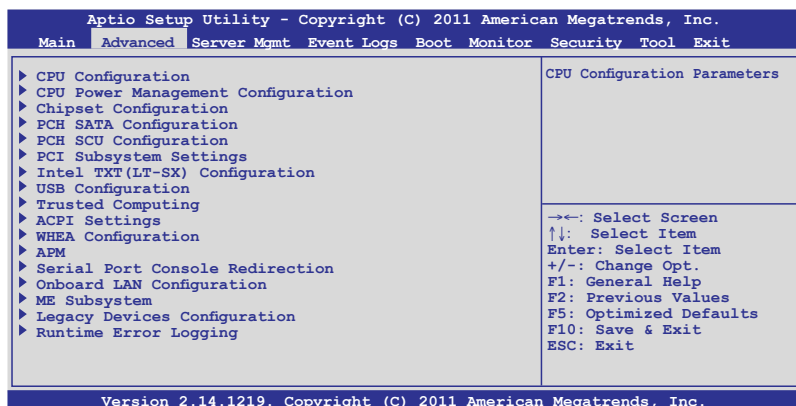 Aptio Setup Utility - Copyright (C) 2011 American Megatrends, Inc.
Main Advanced Server Mgmt Event Logs Boot Monitor Security Tool Exit
CPU Configuration
CPU Power Management Configuration
Chipset Configuration
PCH SATA Configuration
PCH SCU Configuration
PCI Subsystem Settings
Intel TXT(LT-SX) Configuration
USB Configuration
Trusted Computing
ACPI Settings
WHEA Configuration
APM
Serial Port Console Redirection
Onboard LAN Configuration
ME Subsystem
Legacy Devices Configuration
Runtime Error Logging
CPU Configuration Parameters
→←: Select Screen
↑↓: Select Item
Enter: Select Item
+/-: Change Opt.
F1: General Help
F2: Previous Values
F5: Optimized Defaults
F10: Save & Exit
ESC: Exit
Version 2.14.1219. Copyright (C) 2011 American Megatrends, Inc.